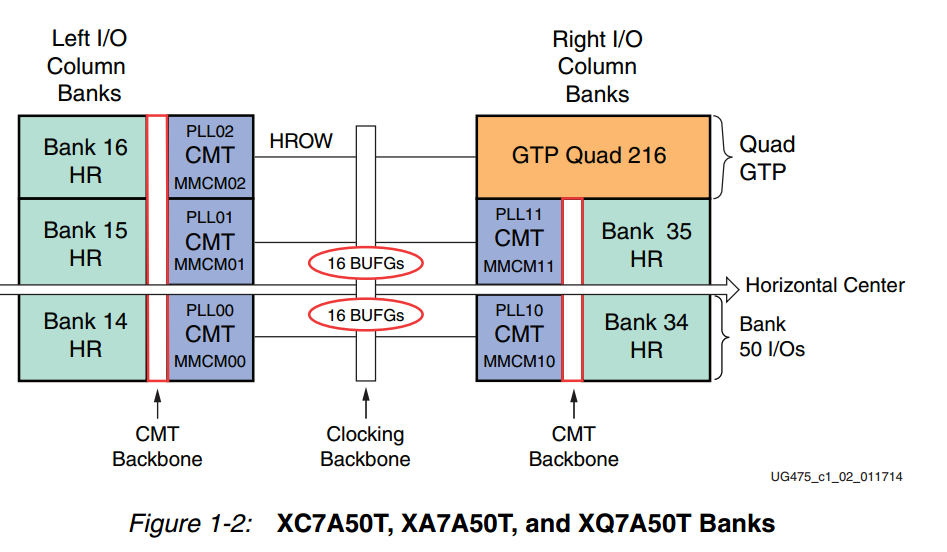 Left I/O
Column
Banks
Right I/O
Column
Banks
Bank 16
HR
PLL02
CMT
MMCM02
HROW
GTP Quad 216
Quad
GTP
Bank 15
HR
PLL01
CMT
MMCM01
16 BUFGs
PLL11
CMT
MMCM11
Bank 35
HR
Horizontal Center
Bank 14
HR
PLL00
CMT
MMCM00
16 BUFGs
PLL10
CMT
MMCM10
Bank 34
HR
Bank
50 I/Os
CMT
Backbone
Clocking
Backbone
CMT
Backbone
UG475_c1_02_011714
Figure 1-2: XC7A50T, XA7A50T, and XQ7A50T Banks